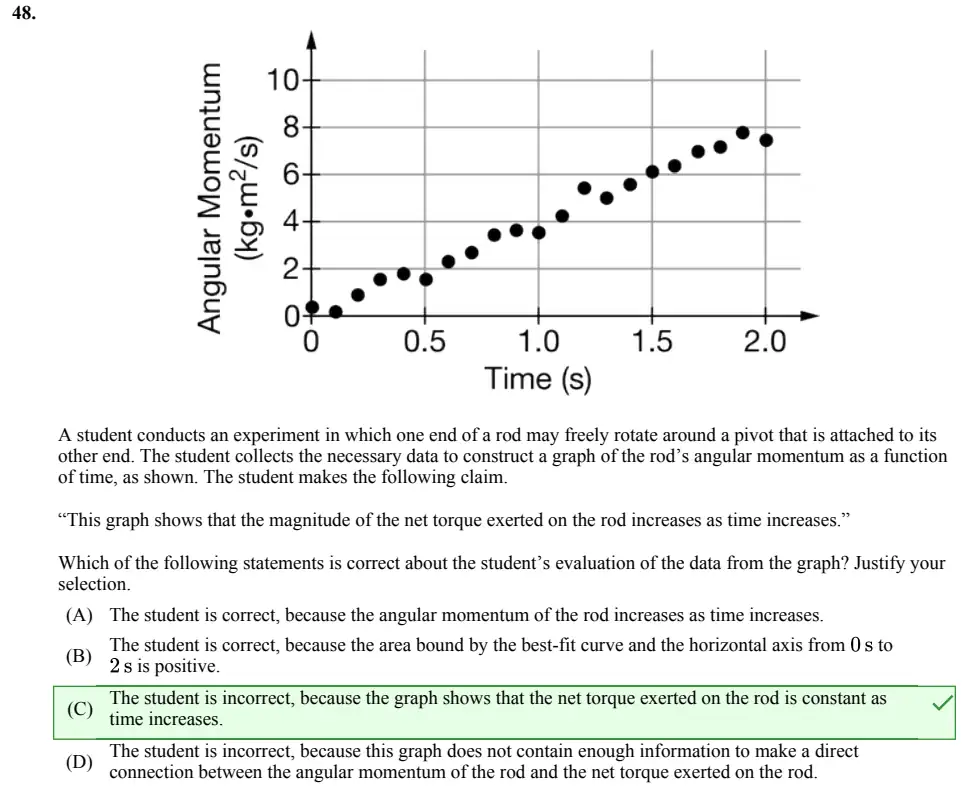 48.
Angular Momentum
(kg•m²/s)
10
8
6
4
2
0
0 0.5 1.0 1.5 2.0
Time (s)
A student conducts an experiment in which one end of a rod may freely rotate around a pivot that is attached to its
other end. The student collects the necessary data to construct a graph of the rod’s angular momentum as a function
of time, as shown. The student makes the following claim.
“This graph shows that the magnitude of the net torque exerted on the rod increases as time increases.”
Which of the following statements is correct about the student’s evaluation of the data from the graph? Justify your
selection.
(A) The student is correct, because the angular momentum of the rod increases as time increases.
(B) The student is correct, because the area bound by the best-fit curve and the horizontal axis from 0 s to
2 s is positive.
(C) The student is incorrect, because the graph shows that the net torque exerted on the rod is constant as
time increases.
(D) The student is incorrect, because this graph does not contain enough information to make a direct
connection between the angular momentum of the rod and the net torque exerted on the rod.